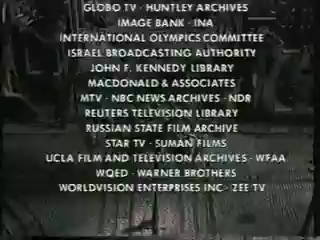 GLOBO TV · HUNTLEY ARCHIVES
IMAGE BANK · INA
INTERNATIONAL OLYMPICS COMMITTEE
ISRAEL BROADCASTING AUTHORITY
JOHN F. KENNEDY LIBRARY
MACDONALD & ASSOCIATES
MTV · NBC NEWS ARCHIVES · NDR
REUTERS TELEVISION LIBRARY
RUSSIAN STATE FILM ARCHIVE
STAR TV · SUMAN FILMS
UCLA FILM AND TELEVISION ARCHIVES · WFAA
WQED · WARNER BROTHERS
WORLDVISION ENTERPRISES INC · ZEE TV